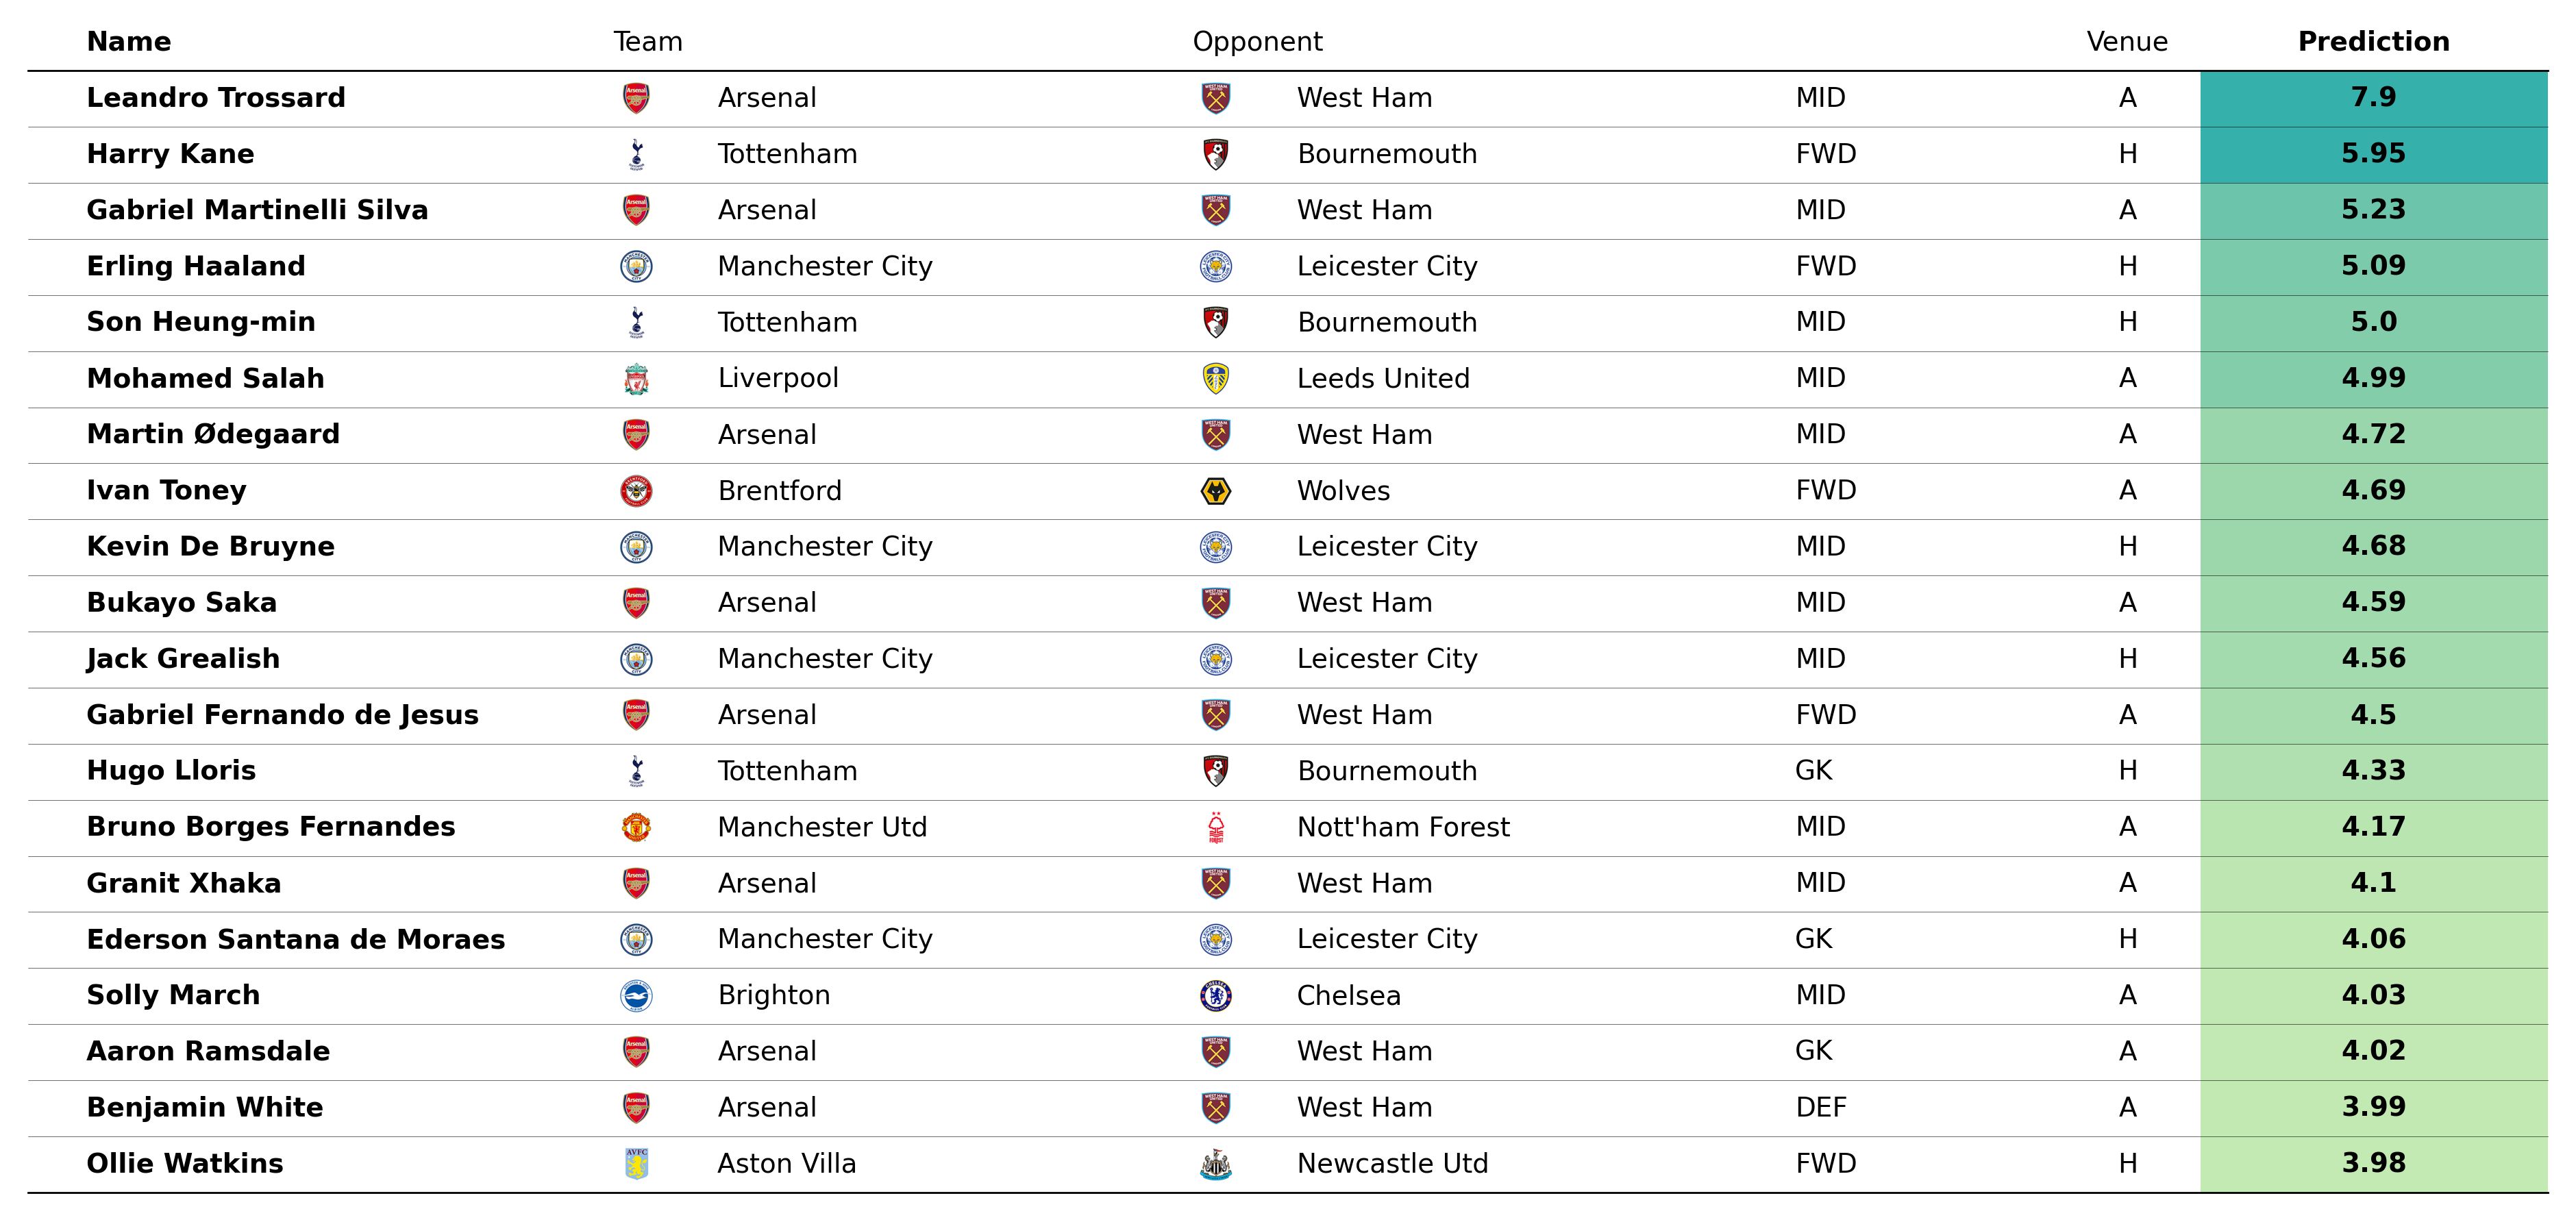 Name Team Opponent Venue Prediction
Leandro Trossard Arsenal West Ham MID A 7.9
Harry Kane Tottenham Bournemouth FWD H 5.95
Gabriel Martinelli Silva Arsenal West Ham MID A 5.23
Erling Haaland Manchester City Leicester City FWD H 5.09
Son Heung-min Tottenham Bournemouth MID H 5.0
Mohamed Salah Liverpool Leeds United MID A 4.99
Martin Ødegaard Arsenal West Ham MID A 4.72
Ivan Toney Brentford Wolves FWD A 4.69
Kevin De Bruyne Manchester City Leicester City MID H 4.68
Bukayo Saka Arsenal West Ham MID A 4.59
Jack Grealish Manchester City Leicester City MID H 4.56
Gabriel Fernando de Jesus Arsenal West Ham FWD A 4.5
Hugo Lloris Tottenham Bournemouth GK H 4.33
Bruno Borges Fernandes Manchester Utd Nott'ham Forest MID A 4.17
Granit Xhaka Arsenal West Ham MID A 4.1
Ederson Santana de Moraes Manchester City Leicester City GK H 4.06
Solly March Brighton Chelsea MID A 4.03
Aaron Ramsdale Arsenal West Ham GK A 4.02
Benjamin White Arsenal West Ham DEF A 3.99
Ollie Watkins Aston Villa Newcastle Utd FWD H 3.98